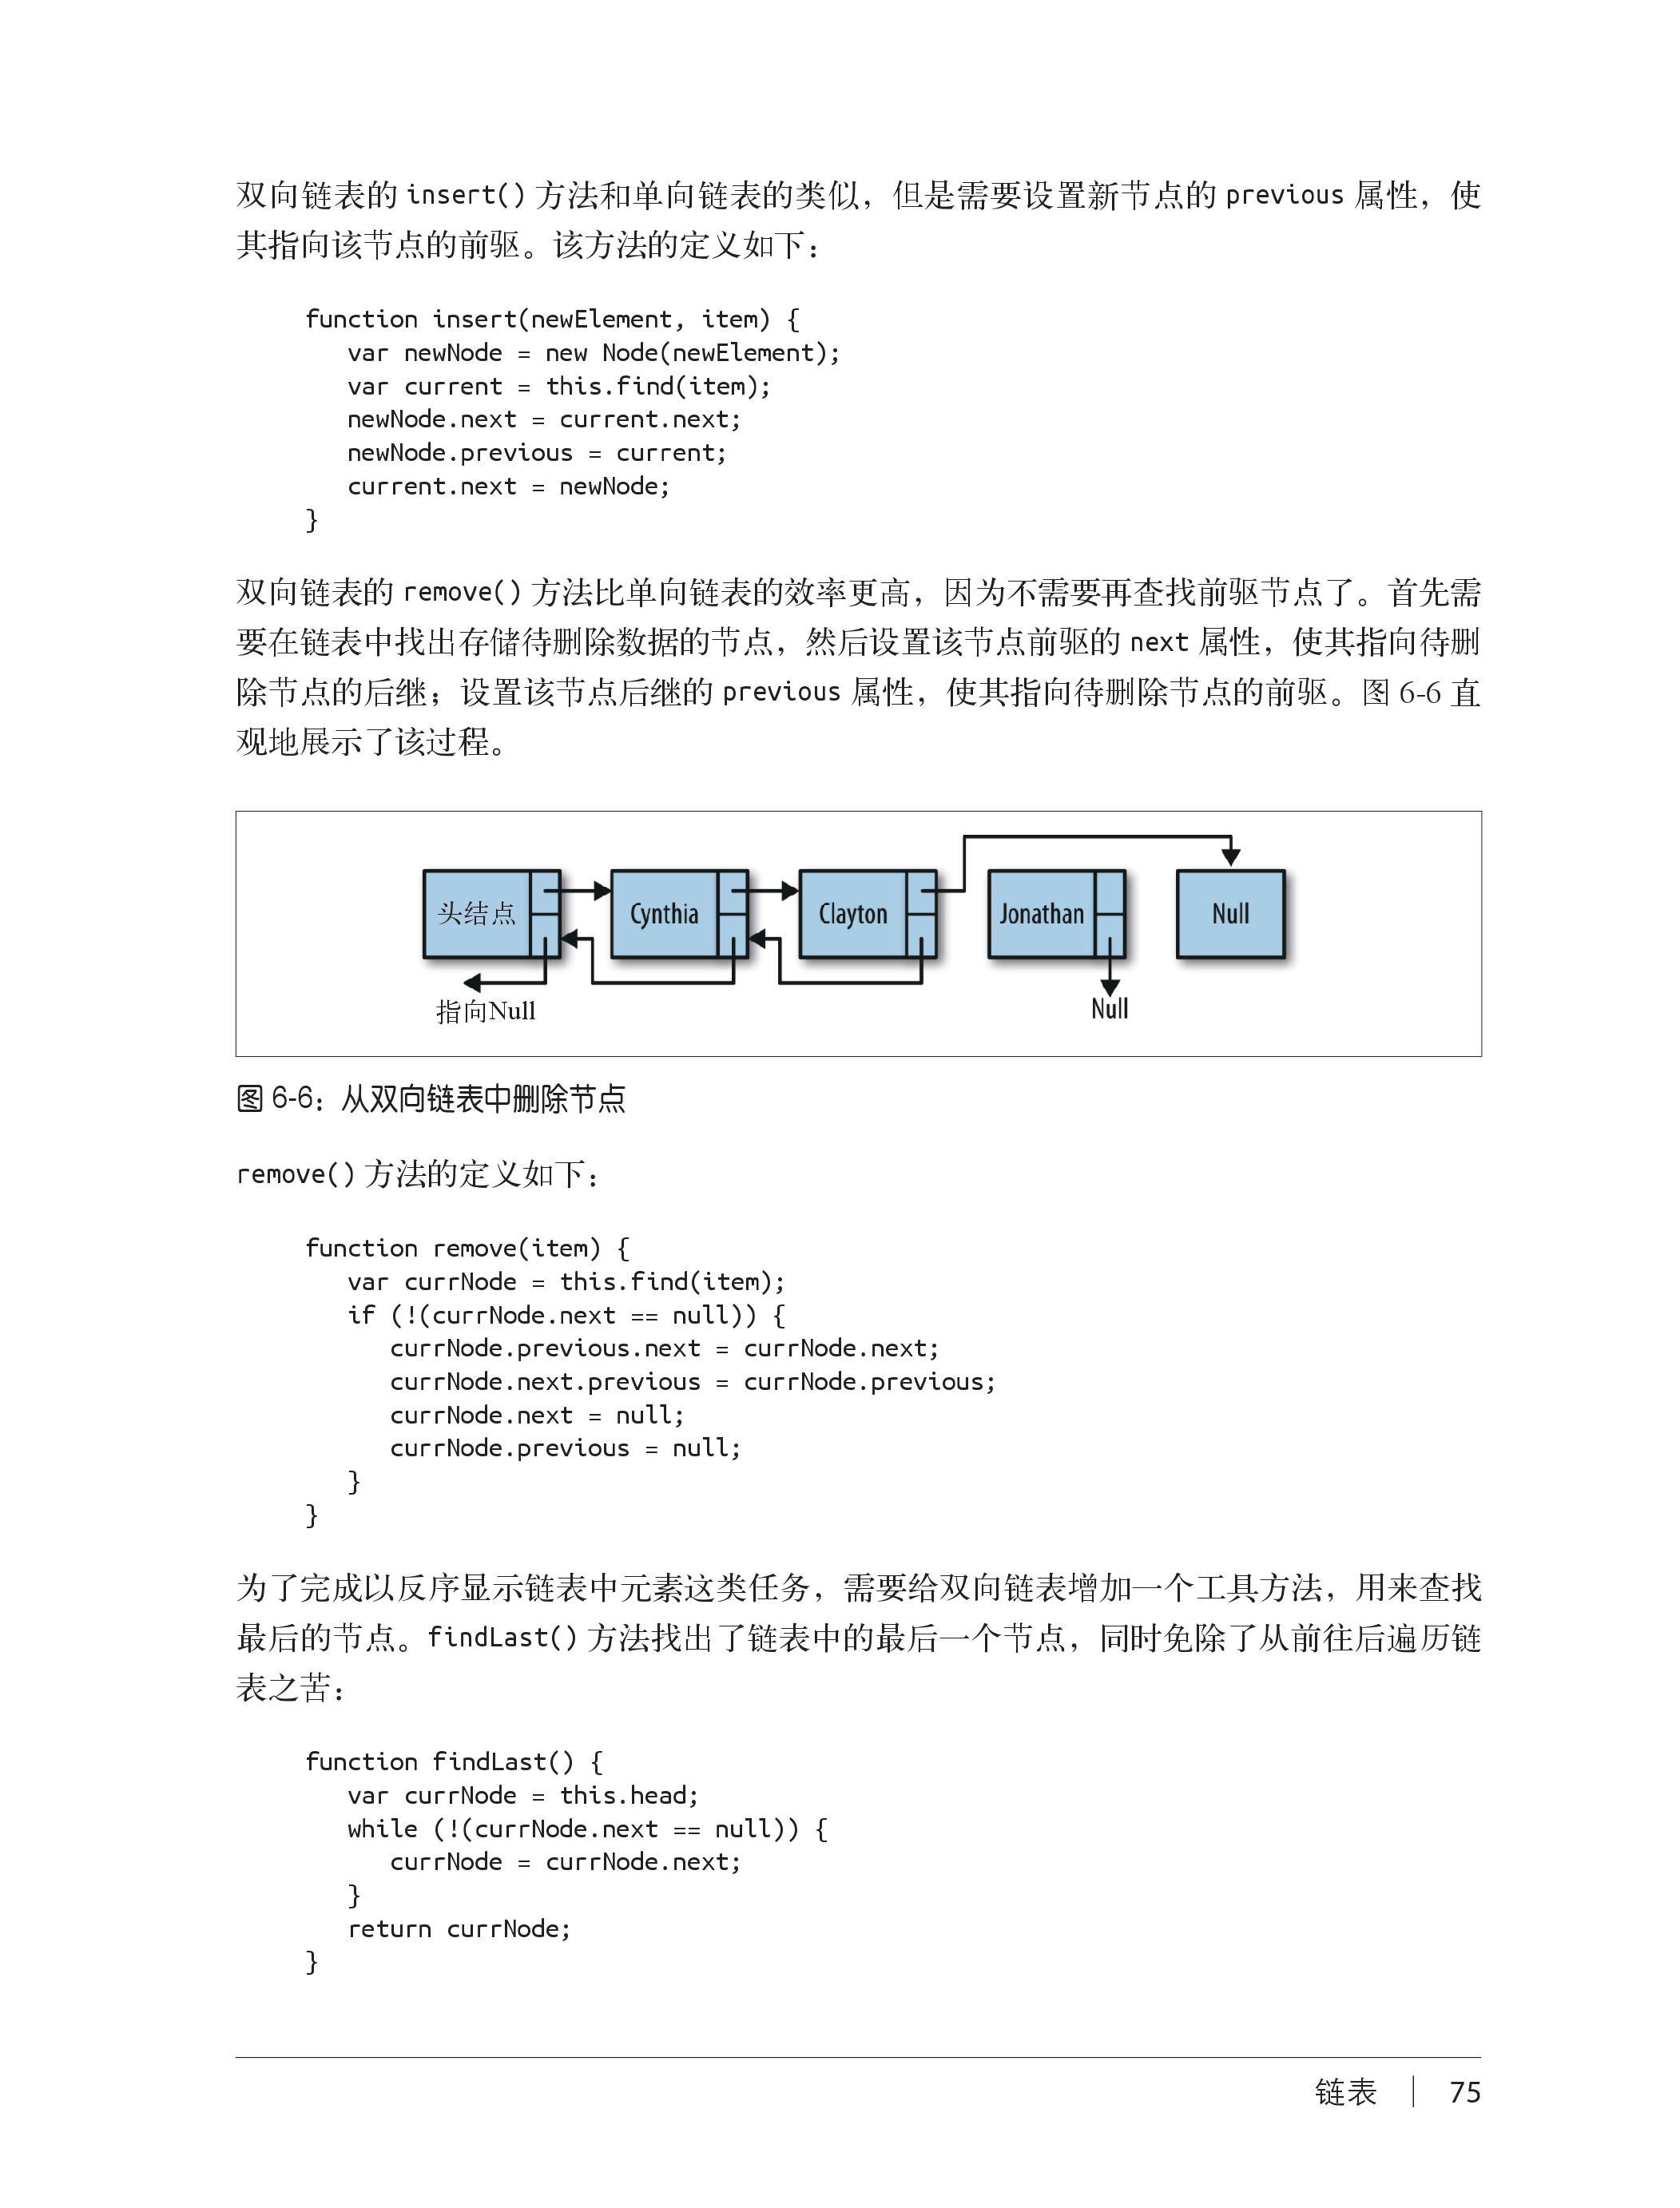 双向链表的 insert() 方法和单向链表的类似，但是需要设置新节点的 previous 属性，使
其指向该节点的前驱。该方法的定义如下：
function insert(newElement, item) {
   var newNode = new Node(newElement);
   var current = this.find(item);
   newNode.next = current.next;
   newNode.previous = current;
   current.next = newNode;
}
双向链表的 remove() 方法比单向链表的效率更高，因为不需要再查找前驱节点了。首先需
要在链表中找出存储待删除数据的节点，然后设置该节点前驱的 next 属性，使其指向待删
除节点的后继；设置该节点后继的 previous 属性，使其指向待删除节点的前驱。图 6-6 直
观地展示了该过程。
头结点 Cynthia Clayton Jonathan Null
指向Null Null
图 6-6：从双向链表中删除节点
remove() 方法的定义如下：
function remove(item) {
   var currNode = this.find(item);
   if (!(currNode.next == null)) {
      currNode.previous.next = currNode.next;
      currNode.next.previous = currNode.previous;
      currNode.next = null;
      currNode.previous = null;
   }
}
为了完成以反序显示链表中元素这类任务，需要给双向链表增加一个工具方法，用来查找
最后的节点。findLast() 方法找出了链表中的最后一个节点，同时免除了从前往后遍历链
表之苦：
function findLast() {
   var currNode = this.head;
   while (!(currNode.next == null)) {
      currNode = currNode.next;
   }
   return currNode;
}
链表 | 75